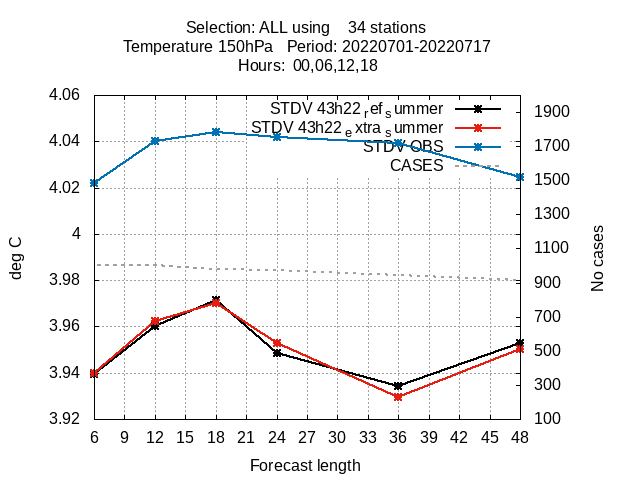 Selection: ALL using    34 stations
Temperature 150hPa   Period: 20220701-20220717
Hours:  00,06,12,18
STDV 43h22 ref summer
STDV 43h22 extra summer
STDV OBS
CASES
4.06
4.04
4.02
4
3.98
3.96
3.94
3.92
deg C
1900
1700
1500
1300
1100
900
700
500
300
100
No cases
6 9 12 15 18 21 24 27 30 33 36 39 42 45 48
Forecast length